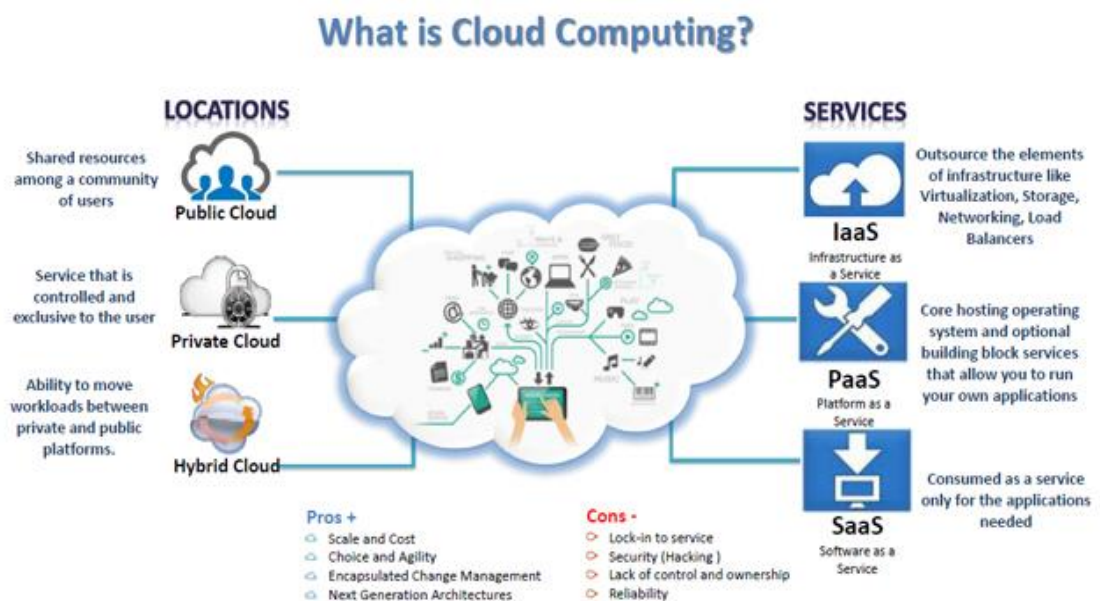 What is Cloud Computing?
LOCATIONS
Shared resources
among a community
of users
Public Cloud
Service that is
controlled and
exclusive to the user
Private Cloud
Ability to move
workloads between
private and public
platforms.
Hybrid Cloud
SERVICES
IaaS
Infrastructure as
a Service
Outsource the elements
of infrastructure like
Virtualization, Storage,
Networking, Load
Balancers
PaaS
Platform as a
Service
Core hosting operating
system and optional
building block services
that allow you to run
your own applications
SaaS
Software as a
Service
Consumed as a service
only for the applications
needed
FOOD
PLAY
MUSIC
Pros +
Scale and Cost
Choice and Agility
Encapsulated Change Management
Next Generation Architectures
Cons -
Lock-in to service
Security (Hacking )
Lack of control and ownership
Reliability